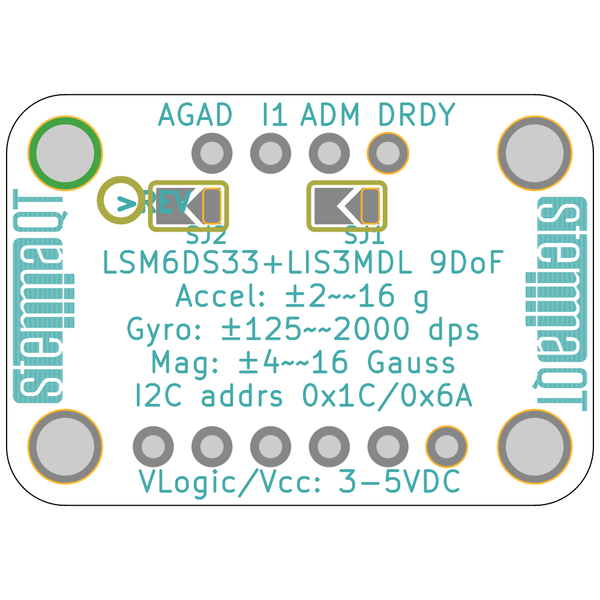 AGAD I1 ADM DRDY
>REV
SJ2 SJ1
LSM6DS33+LIS3MDL 9DoF
Accel: ±2~~16 g
Gyro: ±125~~2000 dps
Mag: ±4~~16 Gauss
I2C addrs 0x1C/0x6A
VLogic/Vcc: 3-5VDC
stemmaQT
stemmaQT